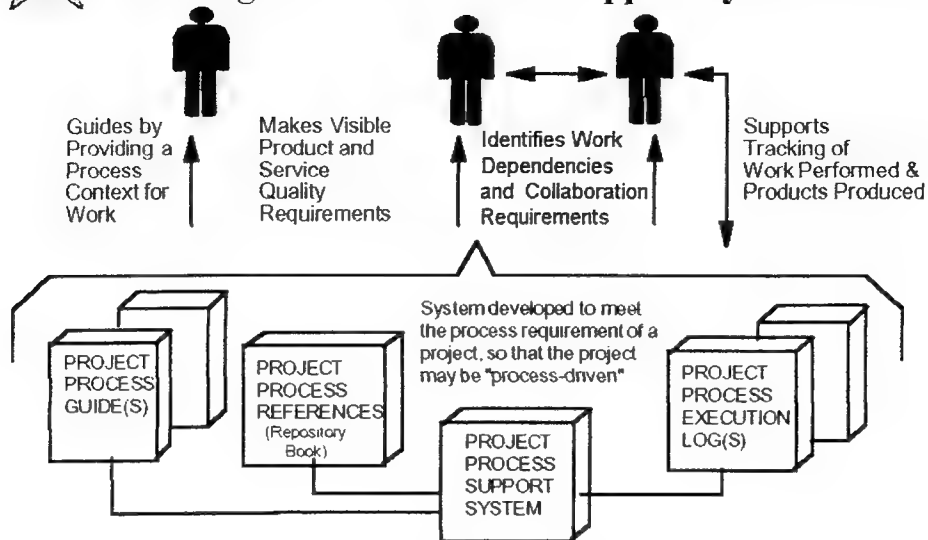 Guides by
Providing a
Process
Context for
Work
Makes Visible
Product and
Service
Quality
Requirements
Identifies Work
Dependencies
and Collaboration
Requirements
Supports
Tracking of
Work Performed &
Products Produced
System developed to meet
the process requirement of a
project, so that the project
may be "process-driven"
PROJECT
PROCESS
GUIDE(S)
PROJECT
PROCESS
REFERENCES
(Repository
Book)
PROJECT
PROCESS
SUPPORT
SYSTEM
PROJECT
PROCESS
EXECUTION
LOG(S)